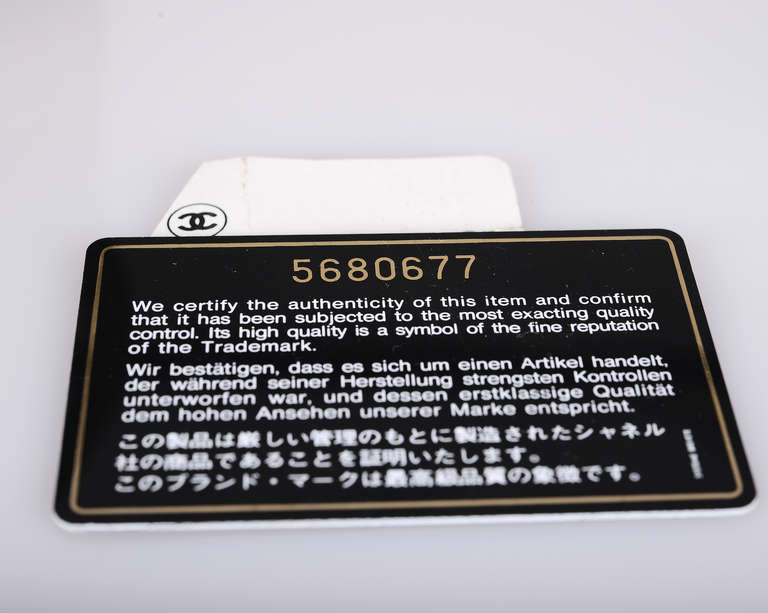 5680677
We certify the authenticity of this item and confirm
that it has been subjected to the most exacting quality
control. Its high quality is a symbol of the fine reputation
of the Trademark.
Wir bestätigen, dass es sich um einen Artikel handelt,
der während seiner Herstellung strengsten Kontrollen
unterworfen war, und dessen erstklassige Qualität
dem hohen Ansehen unserer Marke entspricht.
この製品は厳しい管理のもとに製造されたシャネル
社の商品であることを証明いたします。
このブランド・マークは最高級品質の象徴です。